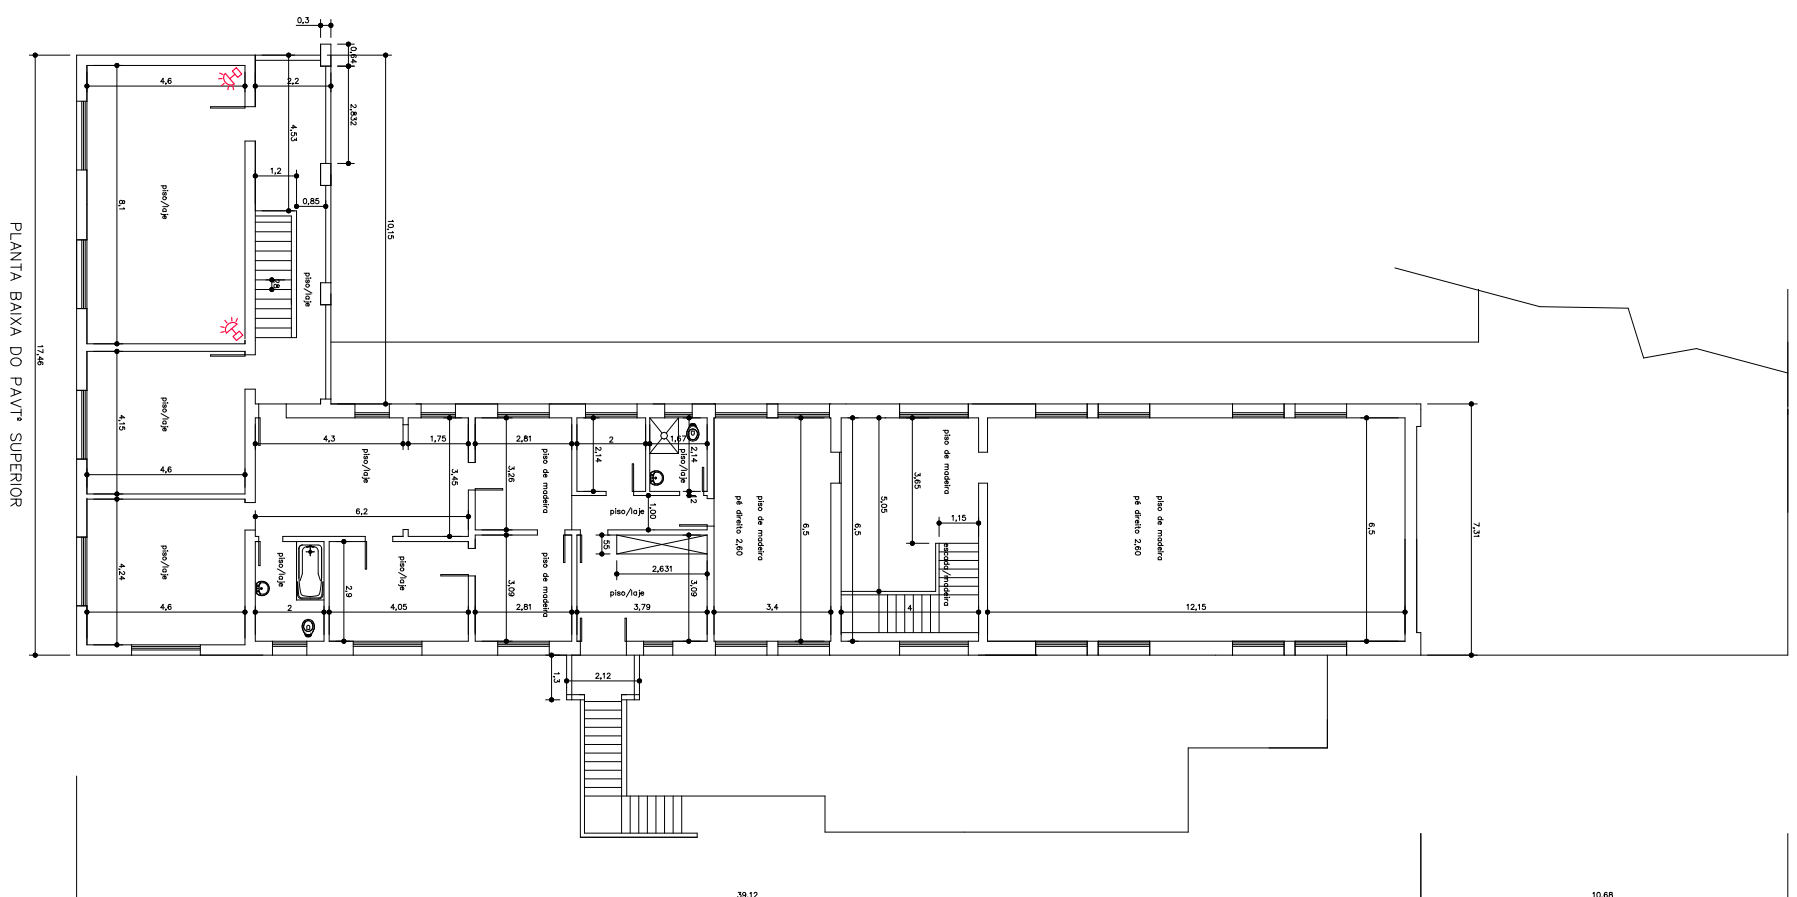 PLANTA BAIXA DO PAVTº SUPERIOR
17,46
0,3
0,64
2,832
10,15
4,6
2,2
4,53
1,2
0,85
8,1
piso/laje
piso/laje
4,15
piso/laje
4,6
4,24
piso/laje
4,6
4,3
1,75
piso/laje
3,45
6,2
piso/laje
2
2,9
piso/laje
4,05
2,81
3,26
piso de madeira
3,09
piso de madeira
2,81
2
2,14
1,67
2,14
piso/laje
piso/laje
1,00
55
2,631
piso/laje
3,09
3,79
piso de madeira
pé direito 2,60
6,5
3,4
6,5
5,05
3,65
piso de madeira
1,15
escada/madeira
4
piso de madeira
pé direito 2,60
6,5
12,15
7,31
1,3
2,12
39,12
10,68